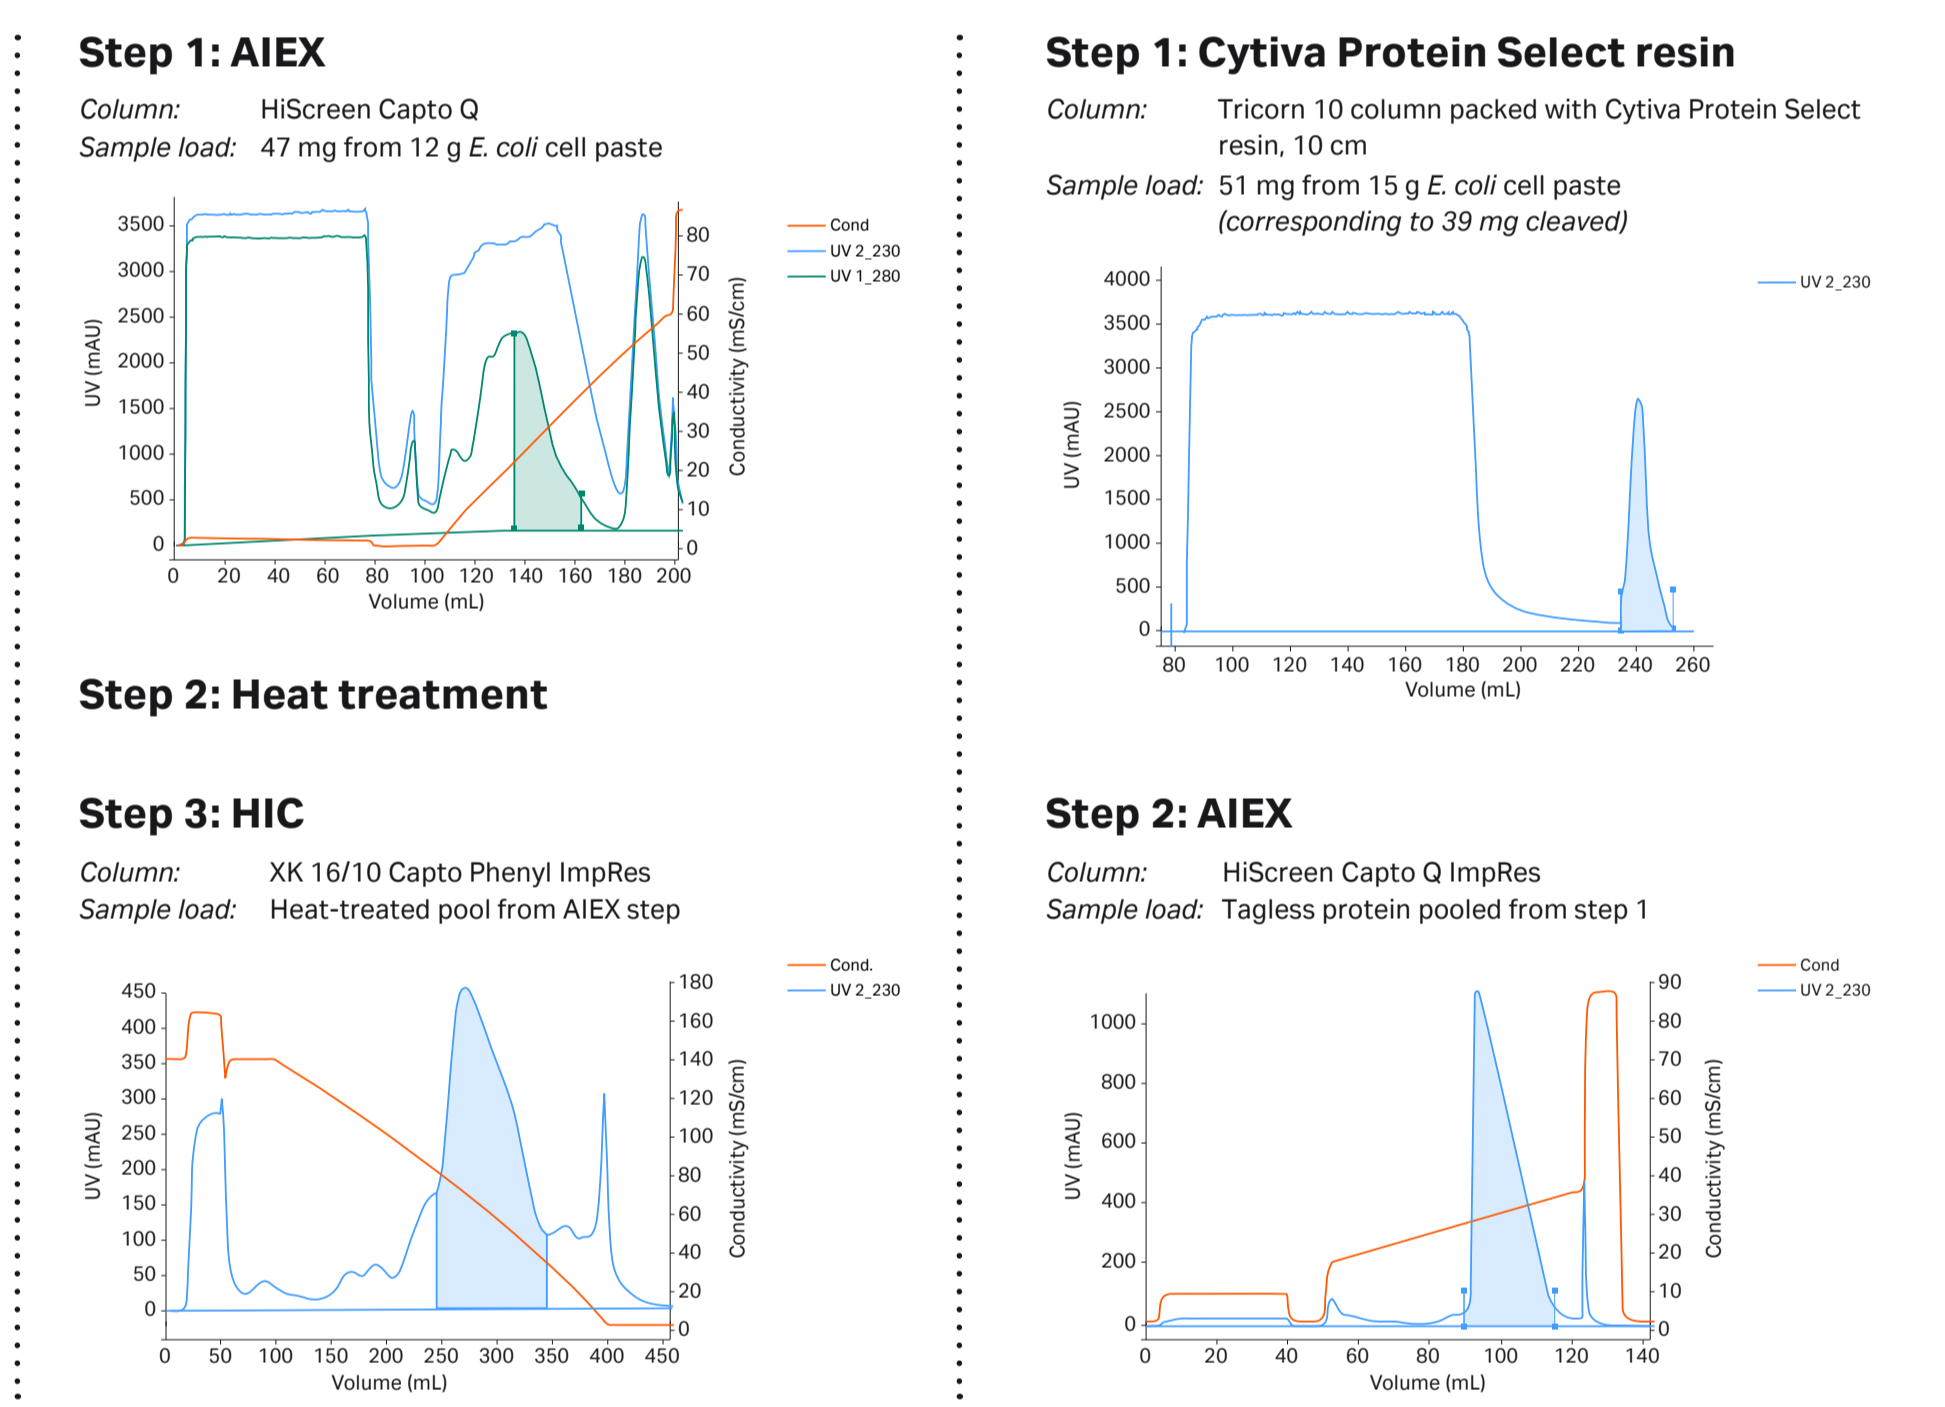 Step 1: AIEX
Column: HiScreen Capto Q
Sample load: 47 mg from 12 g E. coli cell paste
Cond
UV 2_230
UV 1_280
3500
3000
2500
2000
1500
1000
500
0
UV (mAU)
80
70
60
50
40
30
20
10
0
Conductivity (mS/cm)
0 20 40 60 80 100 120 140 160 180 200
Volume (mL)
Step 2: Heat treatment
Step 3: HIC
Column: XK 16/10 Capto Phenyl ImpRes
Sample load: Heat-treated pool from AIEX step
Cond.
UV 2_230
450
400
350
300
250
200
150
100
50
0
UV (mAU)
180
160
140
120
100
80
60
40
20
0
Conductivity (mS/cm)
0 50 100 150 200 250 300 350 400 450
Volume (mL)
Step 1: Cytiva Protein Select resin
Column: Tricorn 10 column packed with Cytiva Protein Select
resin, 10 cm
Sample load: 51 mg from 15 g E. coli cell paste
(corresponding to 39 mg cleaved)
UV 2_230
4000
3500
3000
2500
2000
1500
1000
500
0
UV (mAU)
80 100 120 140 160 180 200 220 240 260
Volume (mL)
Step 2: AIEX
Column: HiScreen Capto Q ImpRes
Sample load: Tagless protein pooled from step 1
Cond
UV 2_230
1000
800
600
400
200
0
UV (mAU)
90
80
70
60
50
40
30
20
10
0
Conductivity (mS/cm)
0 20 40 60 80 100 120 140
Volume (mL)